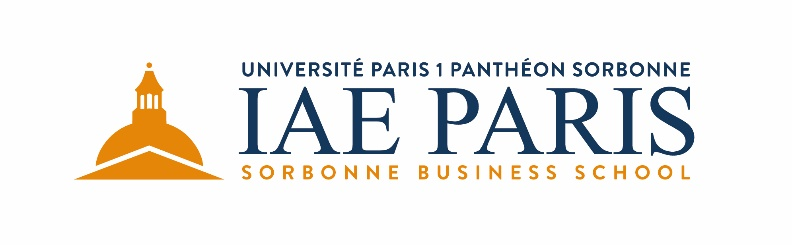 UNIVERSITÉ PARIS 1 PANTHÉON SORBONNE
IAE PARIS
SORBONNE BUSINESS SCHOOL